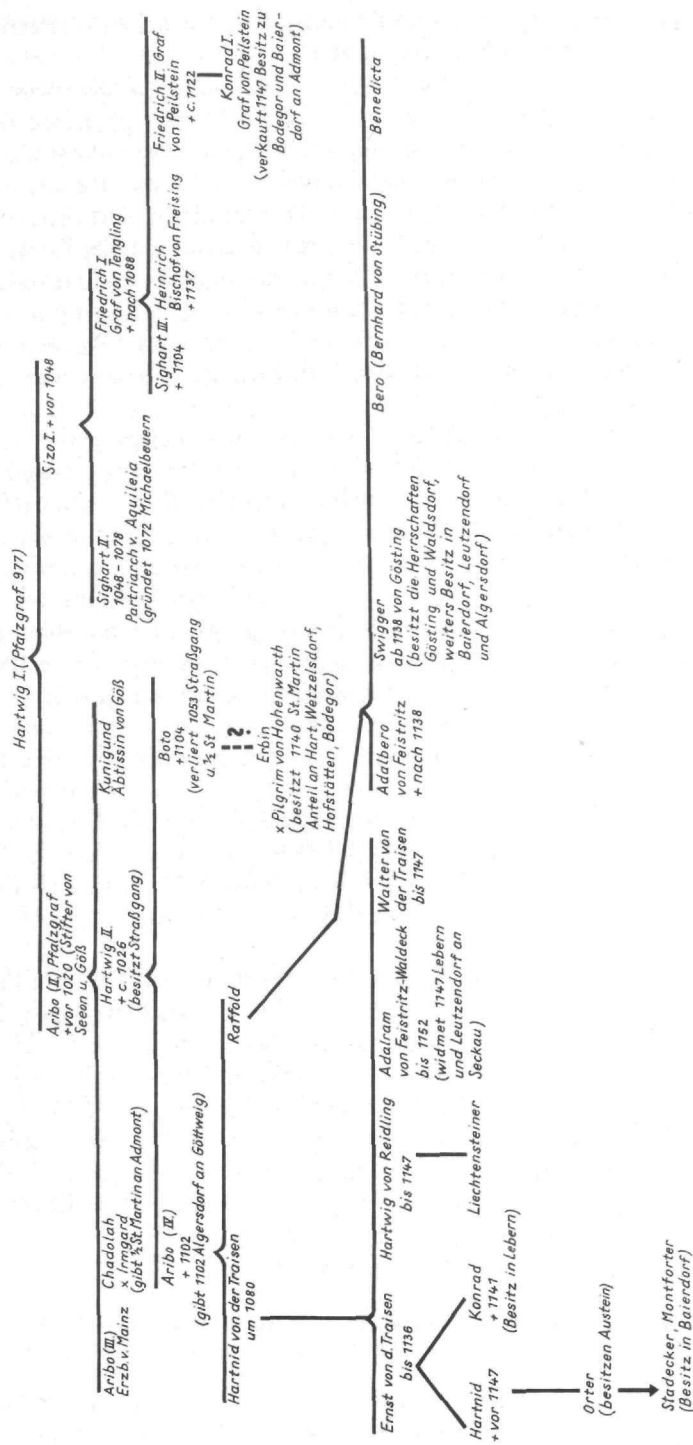 Hartwig I. (Pfalzgraf 977)
Aribo (II.) Pfalzgraf
+vor 1020 (Stifter von
Seeon u. Göß
Sizo I. + vor 1048
Aribo (III.)
Erzb. v. Mainz
Chadolah
x Irmgard
(gibt ½ St. Martin an Admont)
Hartwig II.
+ c. 1026
(besitzt Straßgang)
Kunigund
Äbtissin von Göß
Sighart II.
1048 – 1078
Partriarch v. Aquileia
(gründet 1072 Michaelbeuern)
Friedrich I.
Graf von Tengling
+ nach 1088
Aribo (IV.)
+ 1102
(gibt 1102 Algersdorf an Göttweig)
Boto
+1104
(verliert 1053 Straßgang
u. ½ St Martin)
Sighart III.
+ 1104
Heinrich
Bischof von Freising
+1137
Friedrich II. Graf
von Peilstein
+ c. 1122
?
Erbin
x Pilgrim von Hohenwarth
(besitzt 1140 St. Martin
Anteil an Hart, Wetzelsdorf,
Hofstätten, Bodegor)
Konrad I.
Graf von Peilstein
(verkauft 1147 Besitz zu
Bodegor und Baier-
dorf an Admont)
Hartnid von der Traisen
um 1080
Raffold
Ernst von d. Traisen
bis 1136
Hartwig von Reidling
bis 1147
Adalram
von Feistritz-Waldeck
bis 1152
(widmet 1147 Lebern
und Leutzendorf an
Seckau)
Walter von
der Traisen
bis 1147
Adalbero
von Feistritz
+ nach 1138
Swigger
ab 1138 von Gösting
(besitzt die Herrschaften
Gösting und Waldsdorf,
weiters Besitz in
Baierdorf, Leutzendorf
und Algersdorf)
Bero (Bernhard von Stübing)
Benedicta
Hartnid
+ vor 1147
Konrad
+ 1141
(Besitz in Lebern)
Liechtensteiner
Orter
(besitzen Austein)
Stadecker, Montforter
(Besitz in Baierdorf)